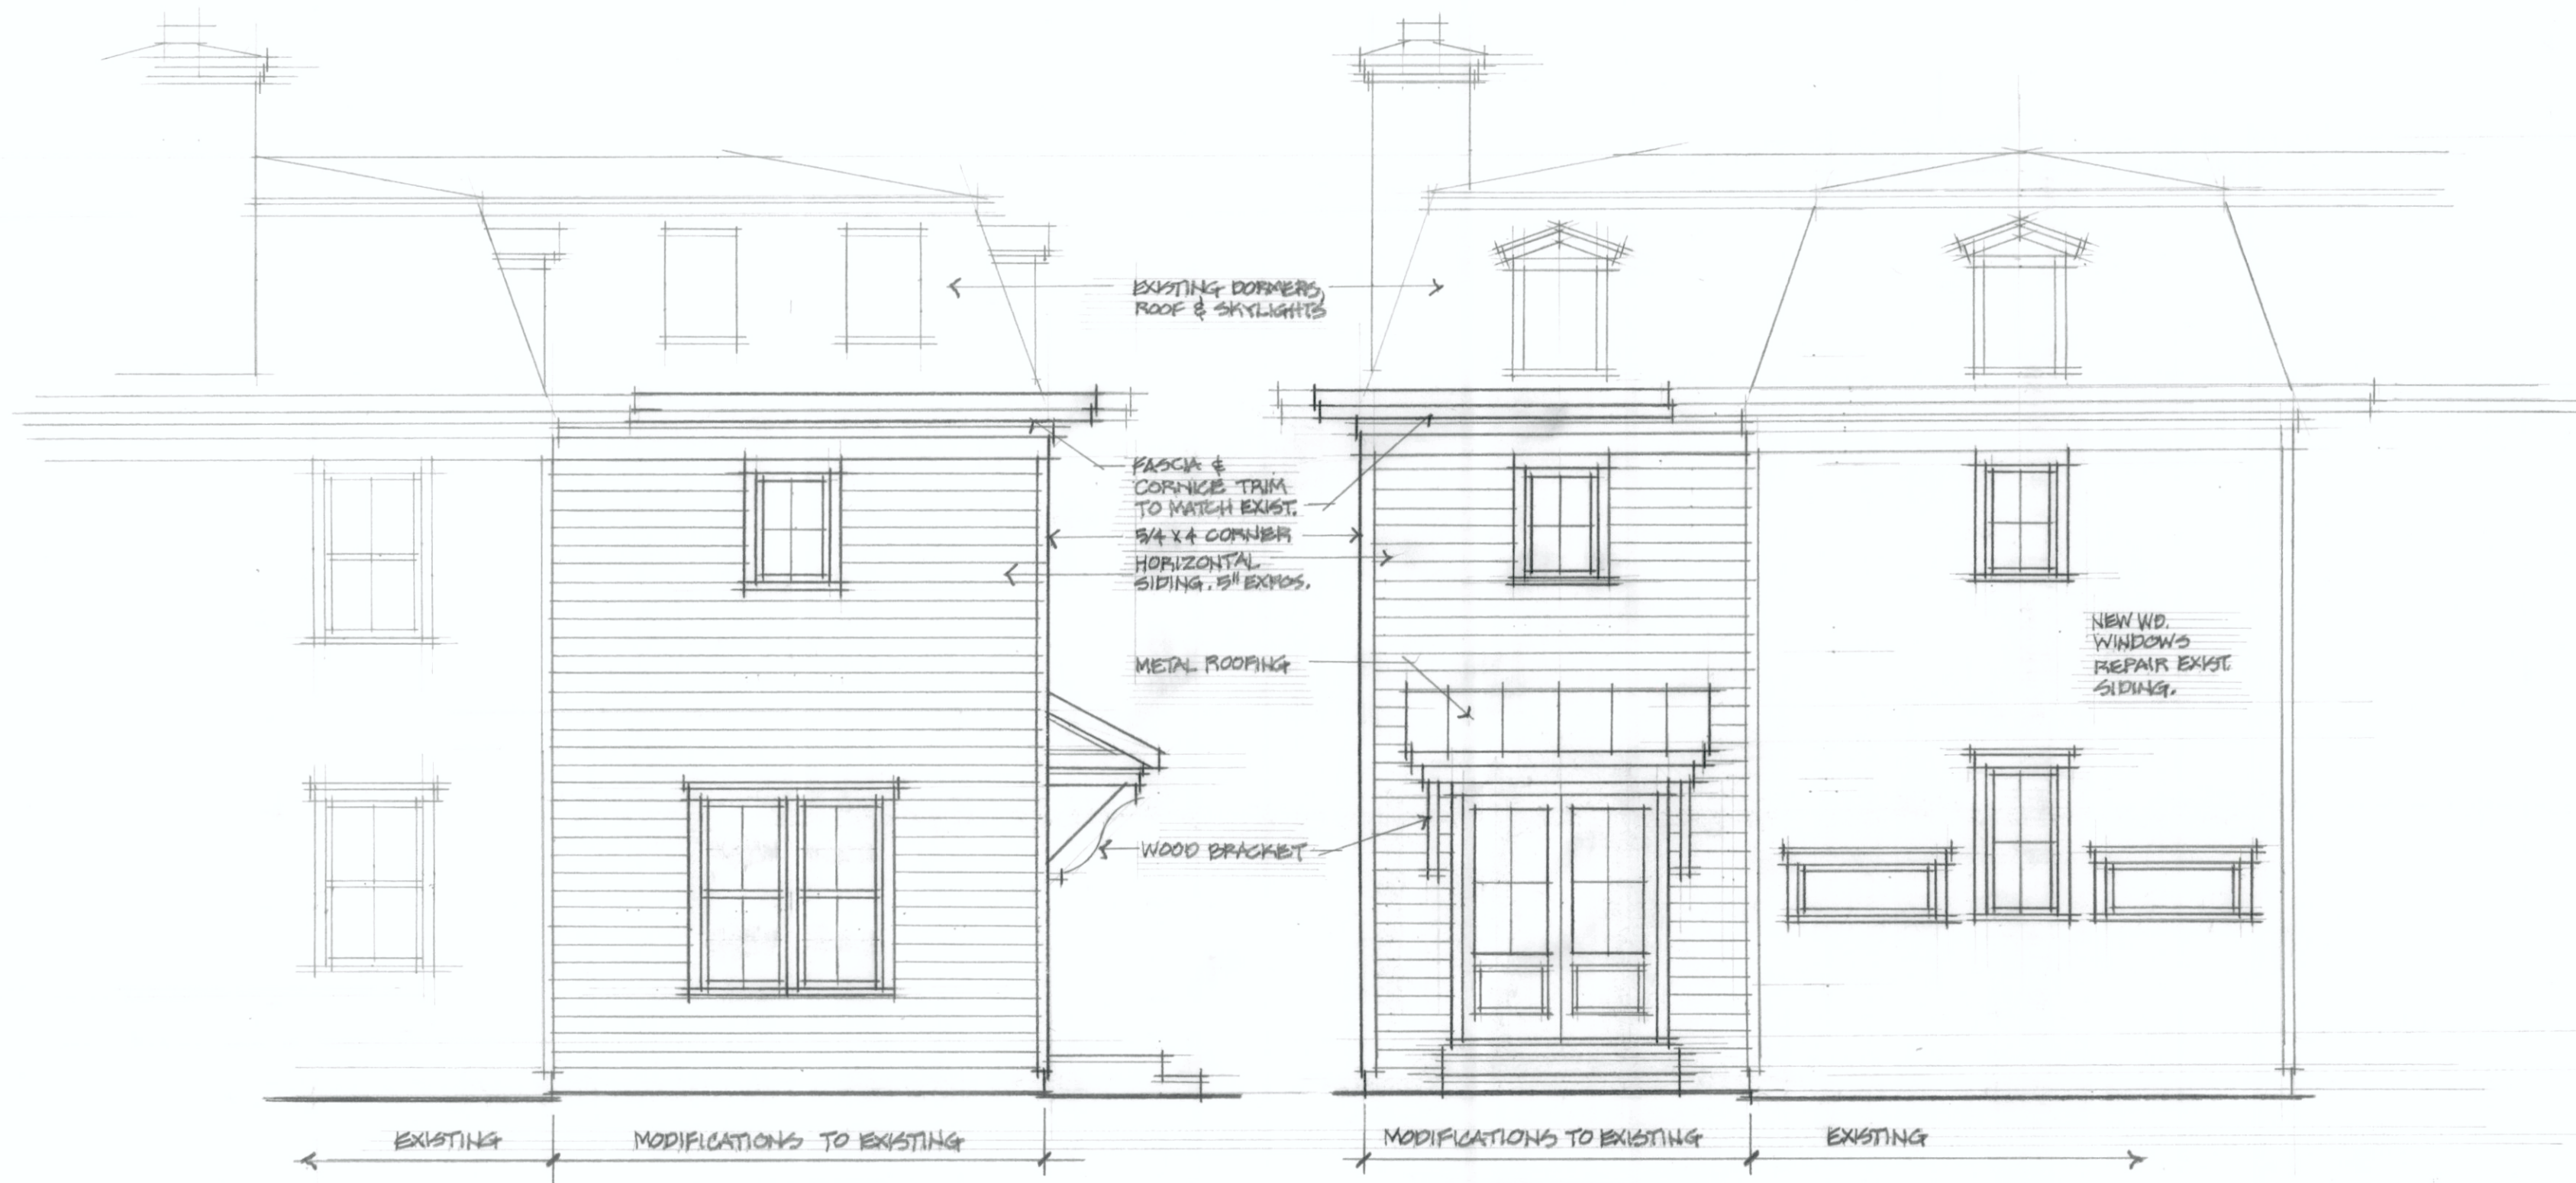 EXISTING DORMERS,
ROOF & SKYLIGHTS
FASCIA &
CORNICE TRIM
TO MATCH EXIST.
5/4 X 4 CORNER
HORIZONTAL
SIDING. 5" EXPOS.
METAL ROOFING
WOOD BRACKET
NEW WD.
WINDOWS
REPAIR EXIST.
SIDING.
EXISTING
MODIFICATIONS TO EXISTING
MODIFICATIONS TO EXISTING
EXISTING